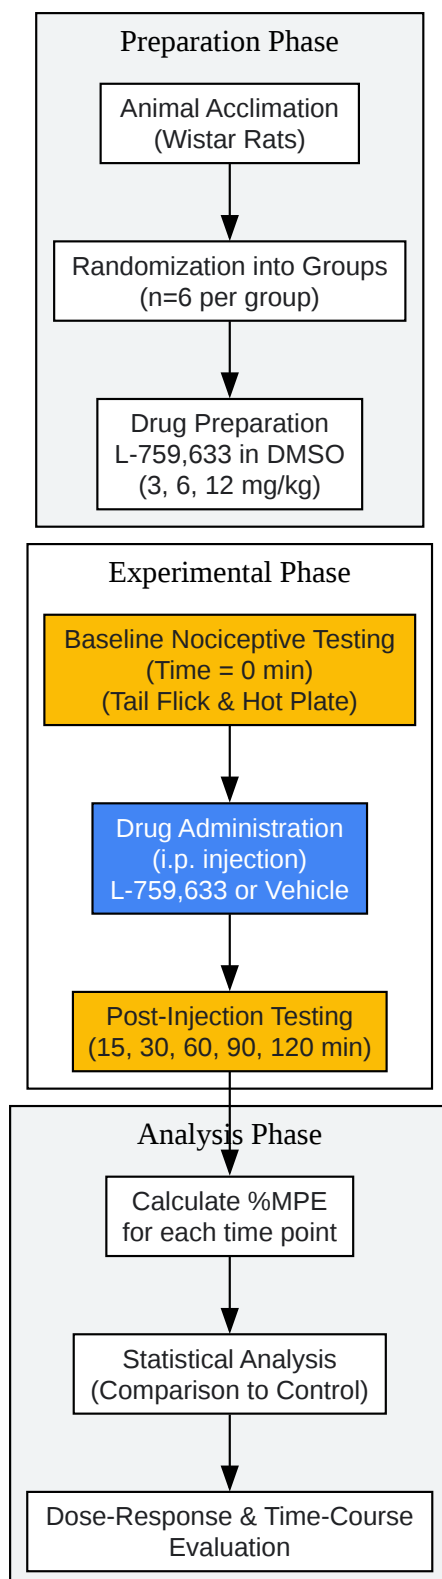 Preparation Phase
Animal Acclimation
(Wistar Rats)
Randomization into Groups
(n=6 per group)
Drug Preparation
L-759,633 in DMSO
(3, 6, 12 mg/kg)
Experimental Phase
Baseline Nociceptive Testing
(Time = 0 min)
(Tail Flick & Hot Plate)
Drug Administration
(i.p. injection)
L-759,633 or Vehicle
Post-Injection Testing
(15, 30, 60, 90, 120 min)
Analysis Phase
Calculate %MPE
for each time point
Statistical Analysis
(Comparison to Control)
Dose-Response & Time-Course
Evaluation